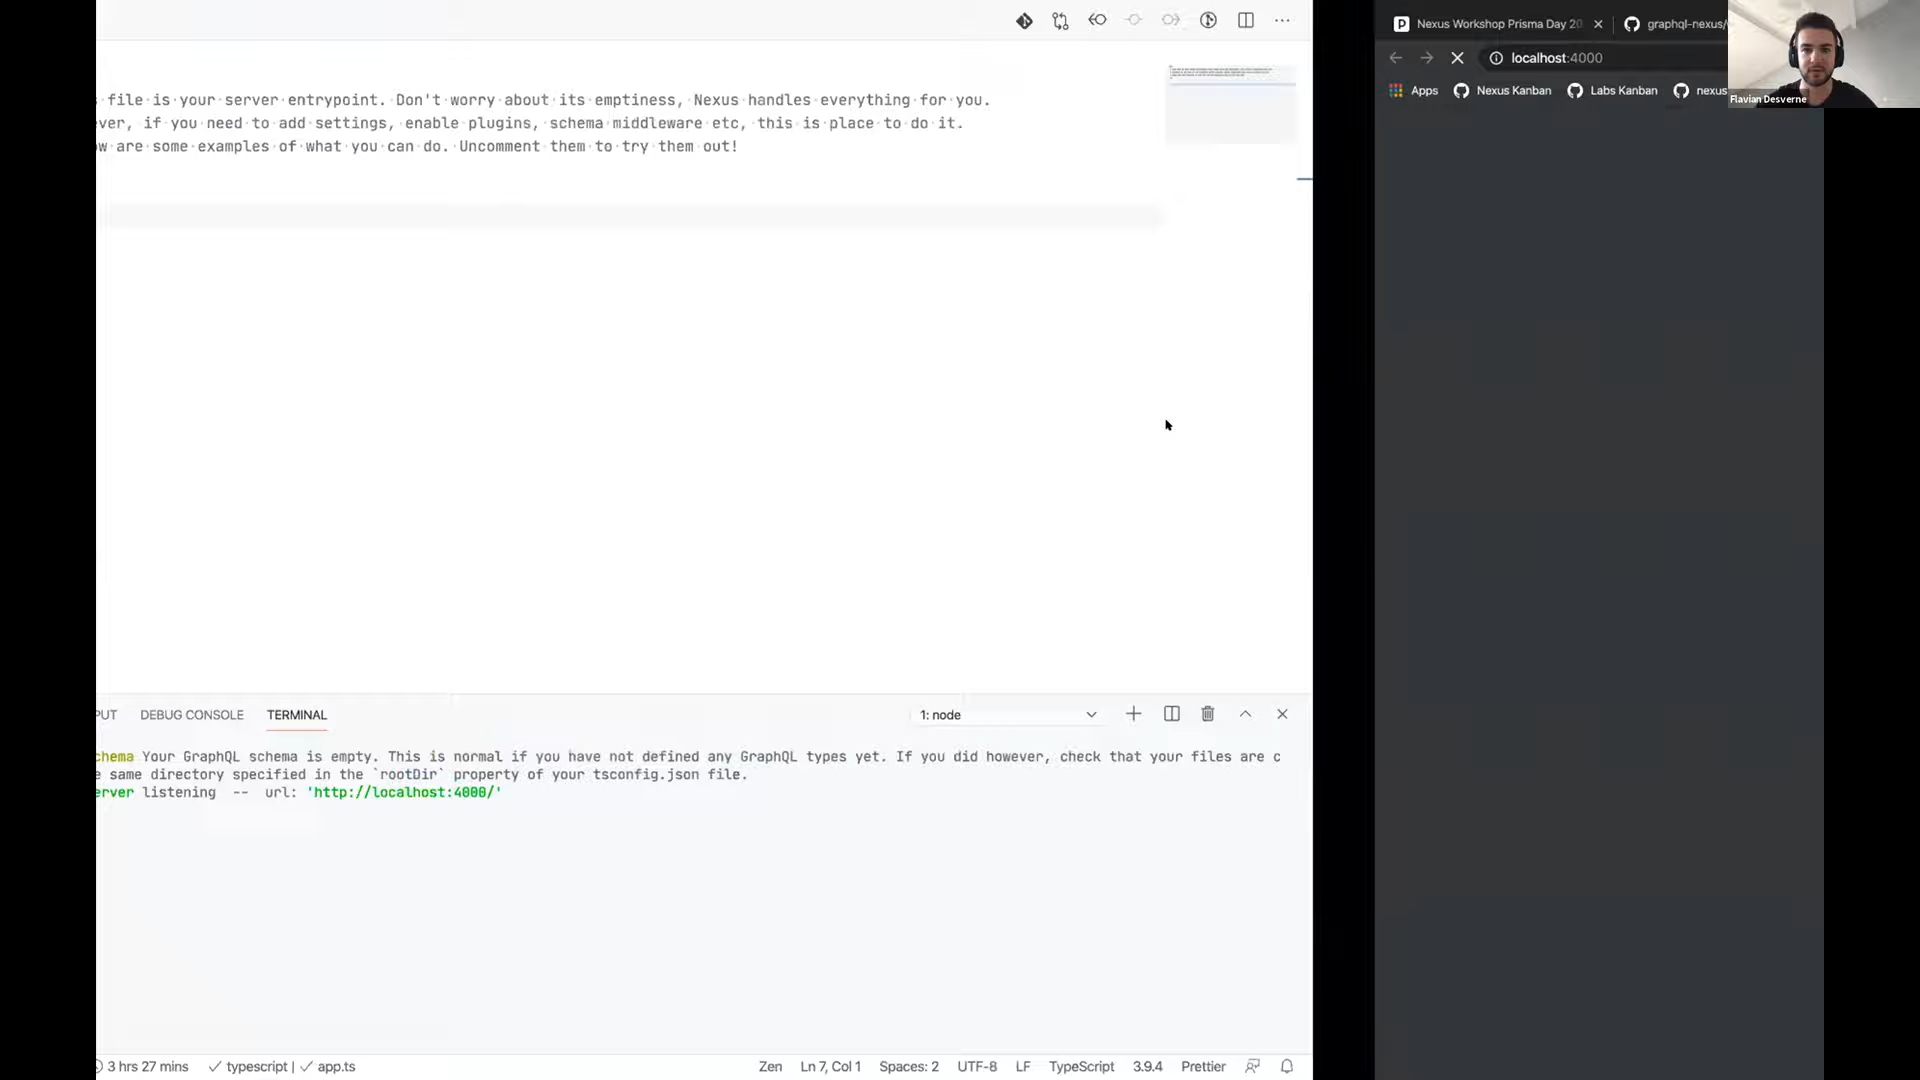 Nexus Workshop Prisma Day 20
graphql-nexus/
localhost:4000
Apps
Nexus Kanban
Labs Kanban
nexus
Flavian Desverne
file is your server entrypoint. Don't worry about its emptiness, Nexus handles everything for you.
ver, if you need to add settings, enable plugins, schema middleware etc, this is place to do it.
w are some examples of what you can do. Uncomment them to try them out!
PUT
DEBUG CONSOLE
TERMINAL
1: node
chema Your GraphQL schema is empty. This is normal if you have not defined any GraphQL types yet. If you did however, check that your files are c
e same directory specified in the `rootDir` property of your tsconfig.json file.
erver listening -- url: 'http://localhost:4000/'
3 hrs 27 mins
typescript |
app.ts
Zen
Ln 7, Col 1
Spaces: 2
UTF-8
LF
TypeScript
3.9.4
Prettier